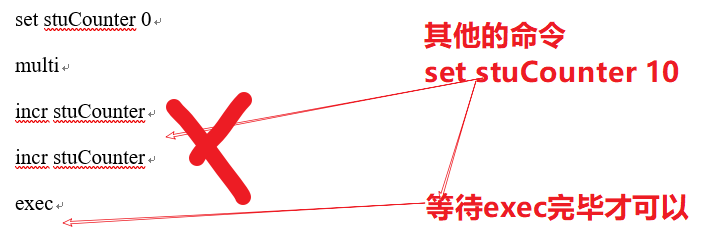 set stuCounter 0
multi
incr stuCounter
incr stuCounter
exec
其他的命令
set stuCounter 10
等待exec完毕才可以